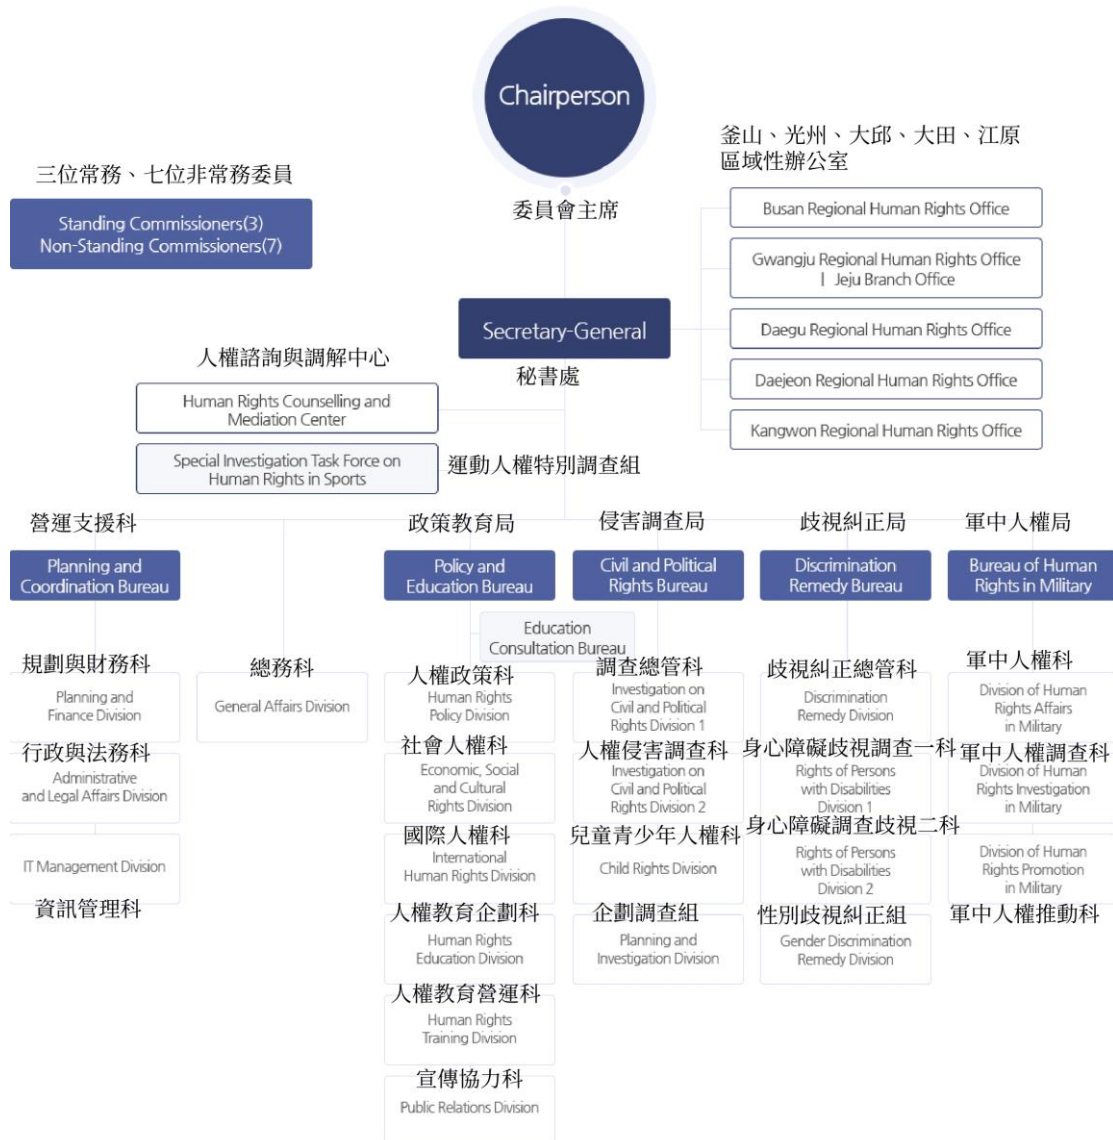 Chairperson
委員會主席
三位常務、七位非常務委員
Standing Commissioners(3)
Non-Standing Commissioners(7)
釜山、光州、大邱、大田、江原
區域性辦公室
Busan Regional Human Rights Office
Gwangju Regional Human Rights Office
| Jeju Branch Office
Daegu Regional Human Rights Office
Daejeon Regional Human Rights Office
Kangwon Regional Human Rights Office
Secretary-General
秘書處
人權諮詢與調解中心
Human Rights Counselling and
Mediation Center
Special Investigation Task Force on
Human Rights in Sports
運動人權特別調查組
營運支援科
Planning and
Coordination Bureau
規劃與財務科
Planning and
Finance Division
行政與法務科
Administrative
and Legal Affairs Division
IT Management Division
資訊管理科
總務科
General Affairs Division
政策教育局
Policy and
Education Bureau
Education
Consultation Bureau
人權政策科
Human Rights
Policy Division
社會人權科
Economic, Social
and Cultural
Rights Division
國際人權科
International
Human Rights Division
人權教育企劃科
Human Rights
Education Division
人權教育營運科
Human Rights
Training Division
宣傳協力科
Public Relations Division
侵害調查局
Civil and Political
Rights Bureau
調查總管科
Investigation on
Civil and Political
Rights Division 1
人權侵害調查科
Investigation on
Civil and Political
Rights Division 2
兒童青少年人權科
Child Rights Division
企劃調查組
Planning and
Investigation Division
歧視糾正局
Discrimination
Remedy Bureau
歧視糾正總管科
Discrimination
Remedy Division
身心障礙歧視調查一科
Rights of Persons
with Disabilities
Division 1
身心障礙調查歧視二科
Rights of Persons
with Disabilities
Division 2
性別歧視糾正組
Gender Discrimination
Remedy Division
軍中人權局
Bureau of Human
Rights in Military
軍中人權科
Division of Human
Rights Affairs
in Military
軍中人權調查科
Division of Human
Rights Investigation
in Military
Division of Human
Rights Promotion
in Military
軍中人權推動科